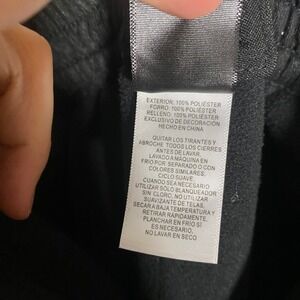 EXTERIOR: 100% POLIÉSTER
FORRO: 100% POLIÉSTER
RELLENO: 100% POLIÉSTER
EXCLUSIVO DE DECORACIÓN
HECHO EN CHINA
QUITAR LOS TIRANTES Y
ABROCHE TODOS LOS CIERRES
ANTES DE LAVAR,
LAVADO A MÁQUINA EN
FRÍO POR SEPARADO O CON
COLORES SIMILARES,
CICLO SUAVE
CUANDO SEA NECESARIO
UTILIZAR SOLO BLANQUEADOR
SIN CLORO, NO UTILIZAR
SUAVIZANTE DE TELAS,
SECAR A BAJA TEMPERATURA Y
RETIRAR RÁPIDAMENTE,
PLANCHAR EN FRÍO SI
ES NECESARIO,
NO LAVAR EN SECO